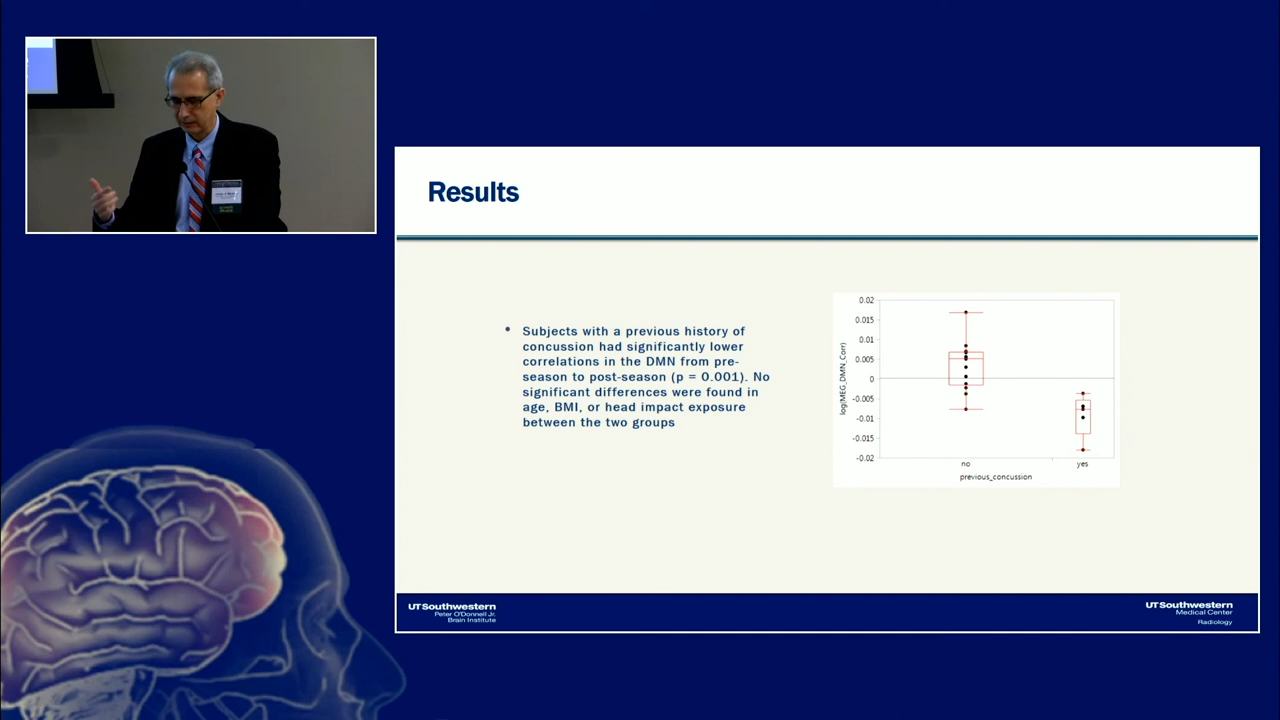 Results
• Subjects with a previous history of
concussion had significantly lower
correlations in the DMN from pre-
season to post-season (p = 0.001). No
significant differences were found in
age, BMI, or head impact exposure
between the two groups
log(MEG_DMN_Corr)
0.02
0.015
0.01
0.005
0
-0.005
-0.01
-0.015
-0.02
no
yes
previous_concussion
UTSouthwestern
Peter O'Donnell Jr.
Brain Institute
UTSouthwestern
Medical Center
Radiology